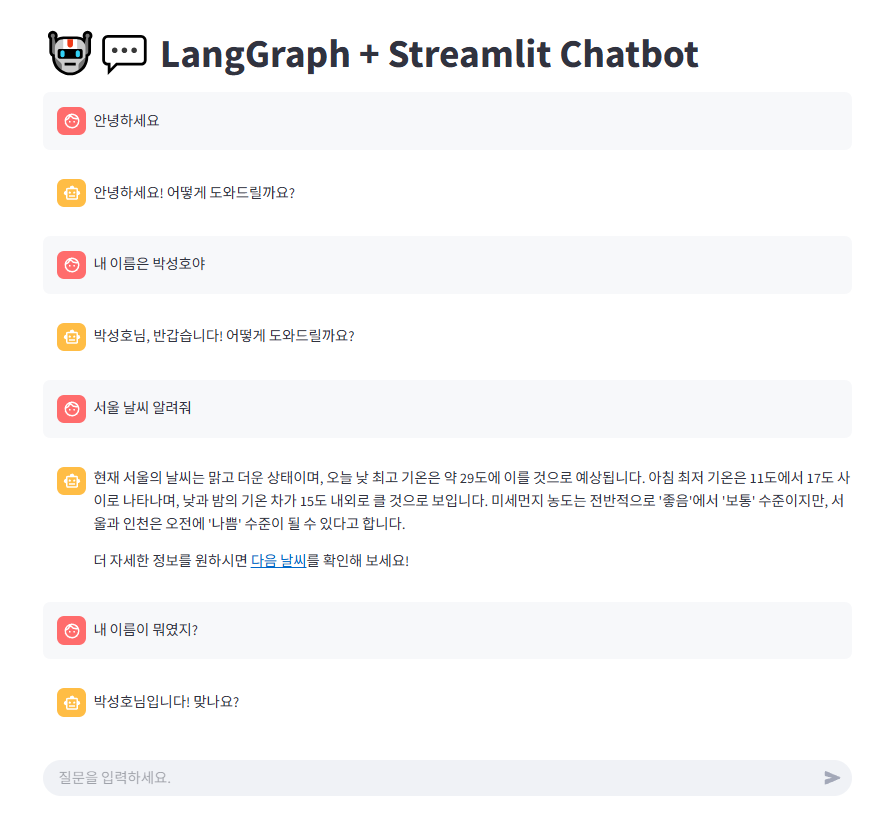 LangGraph + Streamlit Chatbot
안녕하세요
안녕하세요! 어떻게 도와드릴까요?
내 이름은 박성호야
박성호님, 반갑습니다! 어떻게 도와드릴까요?
서울 날씨 알려줘
현재 서울의 날씨는 맑고 더운 상태이며, 오늘 낮 최고 기온은 약 29도에 이를 것으로 예상됩니다. 아침 최저 기온은 11도에서 17도 사
이로 나타나며, 낮과 밤의 기온 차가 15도 내외로 클 것으로 보입니다. 미세먼지 농도는 전반적으로 '좋음'에서 '보통' 수준이지만, 서
울과 인천은 오전에 '나쁨' 수준이 될 수 있다고 합니다.
더 자세한 정보를 원하시면 다음 날씨를 확인해 보세요!
내 이름이 뭐였지?
박성호님입니다! 맞나요?
질문을 입력하세요.